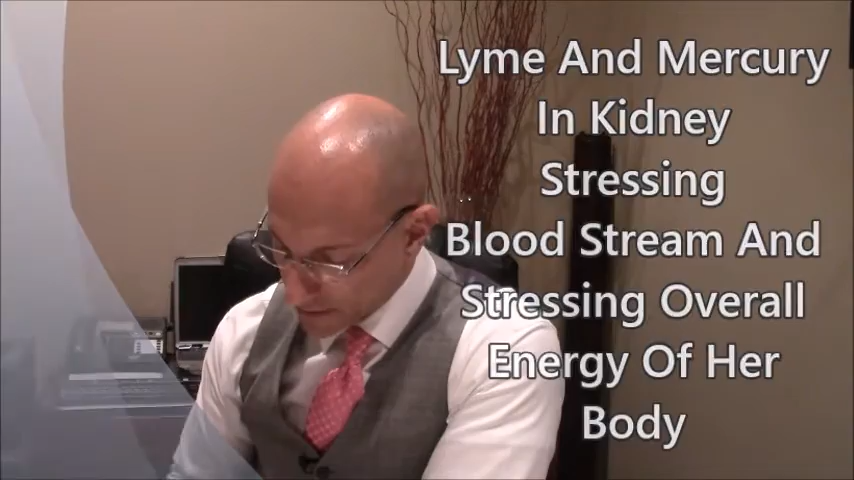 Lyme And Mercury
In Kidney
Stressing
Blood Stream And
Stressing Overall
Energy Of Her
Body